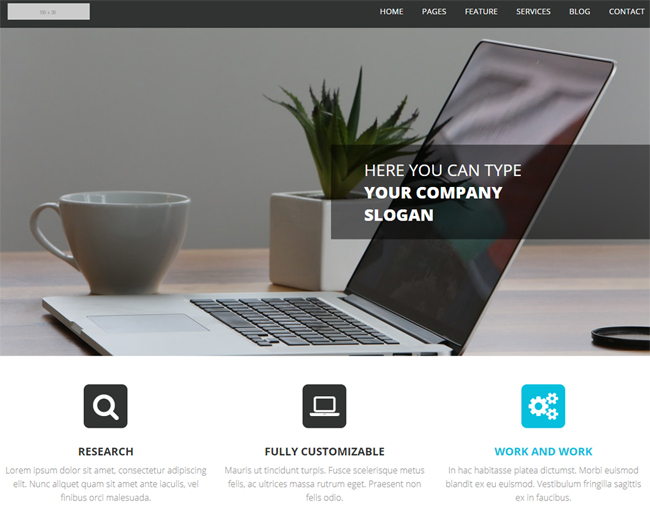 HOME PAGES FEATURE SERVICES BLOG CONTACT
HERE YOU CAN TYPE
YOUR COMPANY
SLOGAN
RESEARCH
Lorem ipsum dolor sit amet, consectetur adipiscing
elit. Nunc aliquet quam sit amet ante iaculis, vel
finibus orci malesuada.
FULLY CUSTOMIZABLE
Mauris ut tincidunt turpis. Fusce scelerisque metus
felis, ac ultrices massa rutrum eget. Praesent non
felis odio.
WORK AND WORK
In hac habitasse platea dictumst. Morbi euismod
blandit ex eu euismod. Vestibulum fringilla sagittis
ex in faucibus.